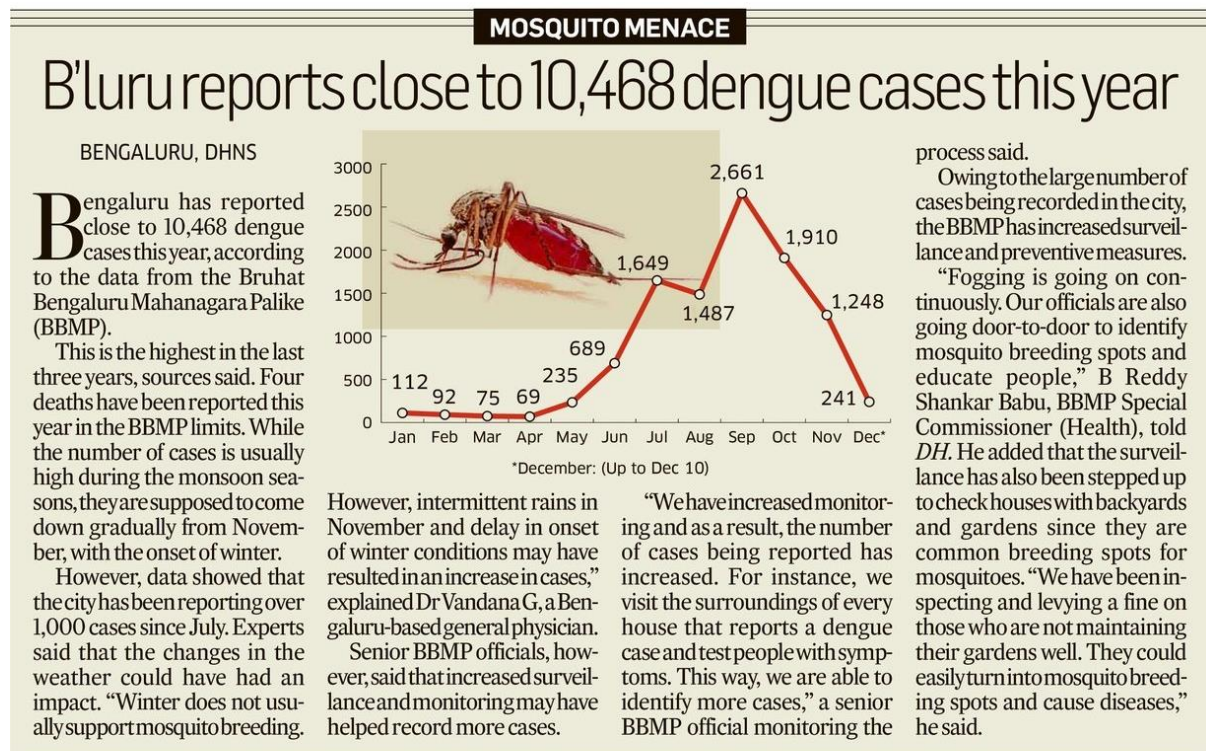 MOSQUITO MENACE
B'luru reports close to 10,468 dengue cases this year
BENGALURU, DHNS
Bengaluru has reported
close to 10,468 dengue
cases this year, according
to the data from the Bruhat
Bengaluru Mahanagara Palike
(BBMP).
This is the highest in the last
three years, sources said. Four
deaths have been reported this
year in the BBMP limits. While
the number of cases is usually
high during the monsoon sea-
sons, they are supposed to come
down gradually from Novem-
ber, with the onset of winter.
However, data showed that
the city has been reporting over
1,000 cases since July. Experts
said that the changes in the
weather could have had an
impact. “Winter does not usu-
ally support mosquito breeding.
3000
2500
2000
1500
1000
500
0
112
92
75
69
235
689
1,649
1,487
2,661
1,910
1,248
241
Jan Feb Mar Apr May Jun Jul Aug Sep Oct Nov Dec*
*December: (Up to Dec 10)
However, intermittent rains in
November and delay in onset
of winter conditions may have
resulted in an increase in cases,”
explained Dr Vandana G, a Ben-
galuru-based general physician.
Senior BBMP officials, how-
ever, said that increased surveil-
lance and monitoring may have
helped record more cases.
“We have increased monitor-
ing and as a result, the number
of cases being reported has
increased. For instance, we
visit the surroundings of every
house that reports a dengue
case and test people with symp-
toms. This way, we are able to
identify more cases,” a senior
BBMP official monitoring the
process said.
Owing to the large number of
cases being recorded in the city,
the BBMP has increased surveil-
lance and preventive measures.
“Fogging is going on con-
tinuously. Our officials are also
going door-to-door to identify
mosquito breeding spots and
educate people,” B Reddy
Shankar Babu, BBMP Special
Commissioner (Health), told
DH. He added that the surveil-
lance has also been stepped up
to check houses with backyards
and gardens since they are
common breeding spots for
mosquitoes. “We have been in-
specting and levying a fine on
those who are not maintaining
their gardens well. They could
easily turn into mosquito breed-
ing spots and cause diseases,”
he said.